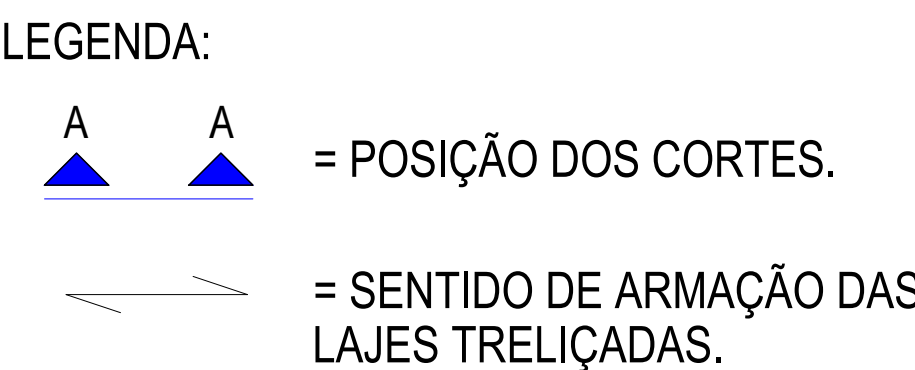 LEGENDA:
A A
= POSIÇÃO DOS CORTES.
= SENTIDO DE ARMAÇÃO DAS
LAJES TRELIÇADAS.